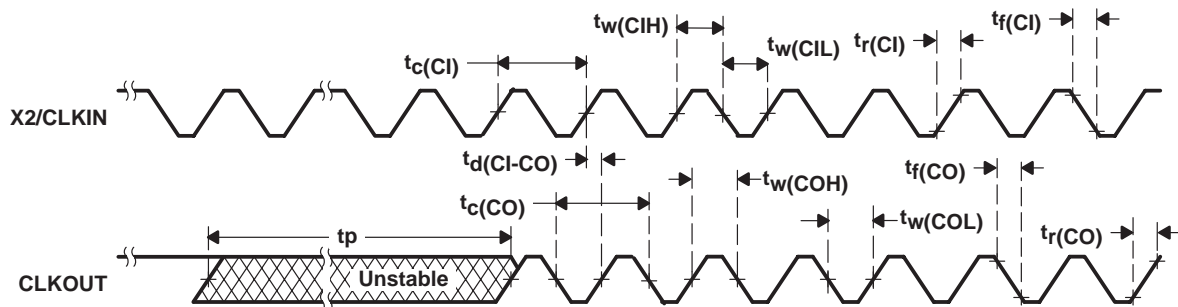 tw(CIH)
tf(CI)
tw(CIL)
tr(CI)
tc(CI)
X2/CLKIN
td(CI-CO)
tf(CO)
tw(COH)
tc(CO)
tw(COL)
tr(CO)
tp
Unstable
CLKOUT